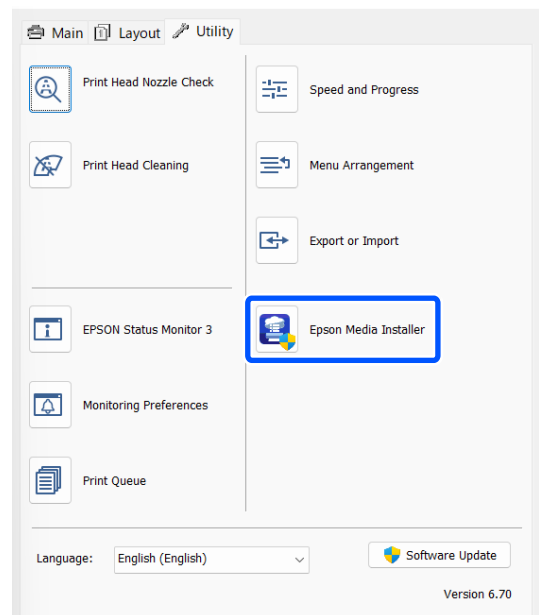 Main
Layout
Utility
Print Head Nozzle Check
Speed and Progress
Print Head Cleaning
Menu Arrangement
Export or Import
EPSON Status Monitor 3
Epson Media Installer
Monitoring Preferences
Print Queue
Language:
English (English)
Software Update
Version 6.70